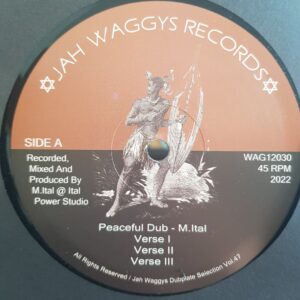 JAH WAGGYS RECORDS
SIDE A
Recorded,
Mixed And
Produced By
M.Ital @ Ital
Power Studio
WAG12030
45 RPM
2022
Peaceful Dub - M.Ital
Verse I
Verse II
Verse III
All Rights Reserved / Jah Waggys Dubplate Selection Vol.47